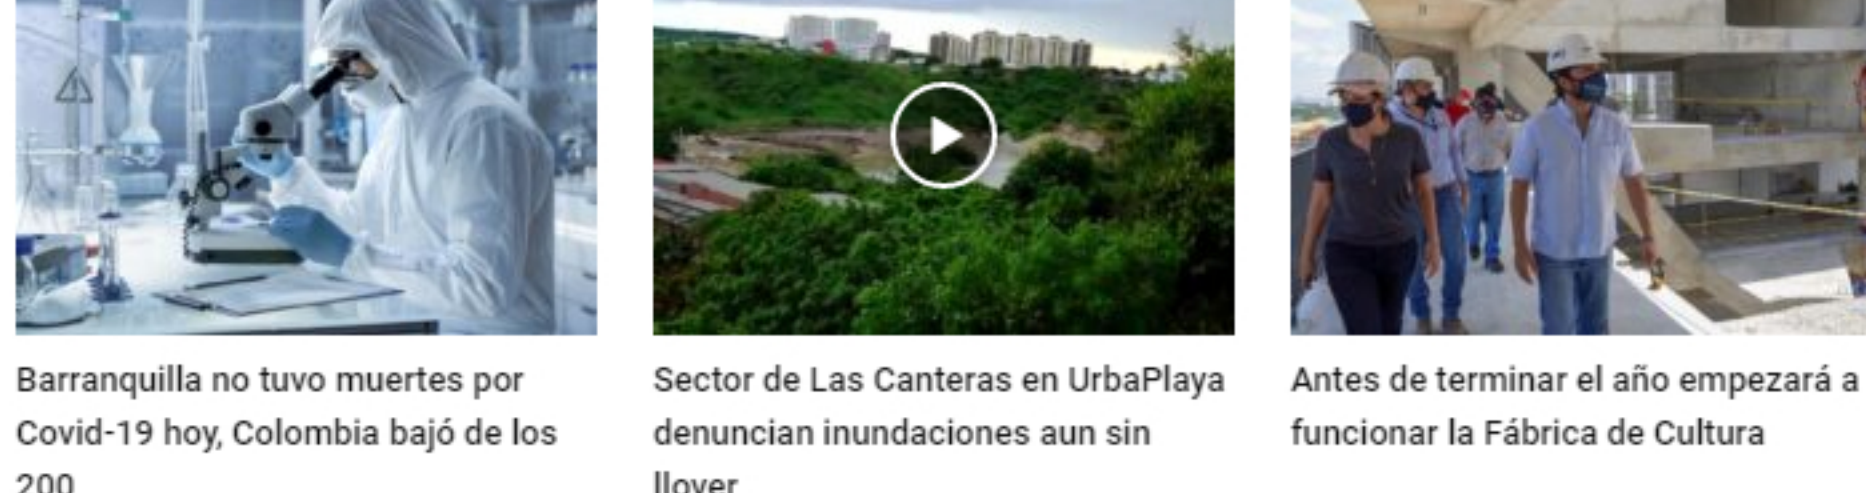 Barranquilla no tuvo muertes por
Covid-19 hoy, Colombia bajó de los
200
Sector de Las Canteras en UrbaPlaya
denuncian inundaciones aun sin
llover
Antes de terminar el año empezará a
funcionar la Fábrica de Cultura